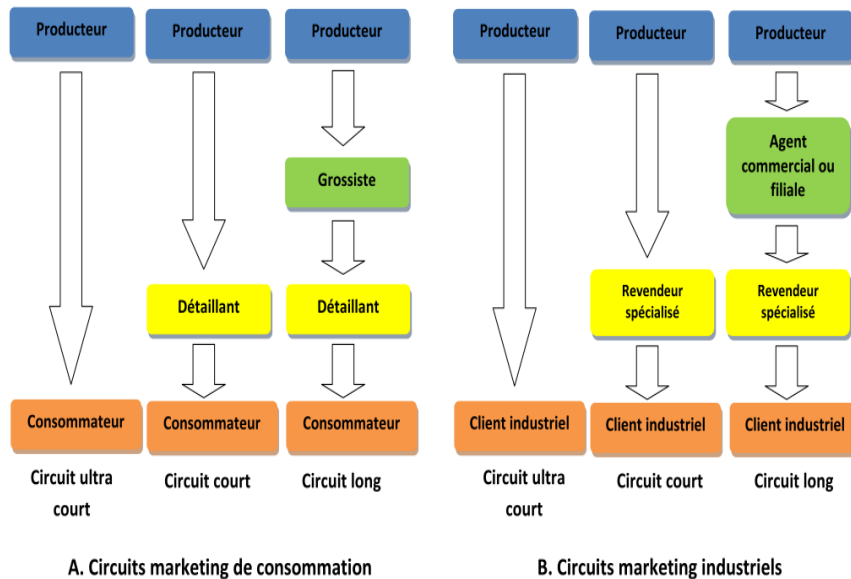 Producteur
Producteur
Producteur
Grossiste
Détaillant
Détaillant
Consommateur
Consommateur
Consommateur
Circuit ultra
court
Circuit court
Circuit long
A. Circuits marketing de consommation
Producteur
Producteur
Producteur
Agent
commercial ou
filiale
Revendeur
spécialisé
Revendeur
spécialisé
Client industriel
Client industriel
Client industriel
Circuit ultra
court
Circuit court
Circuit long
B. Circuits marketing industriels